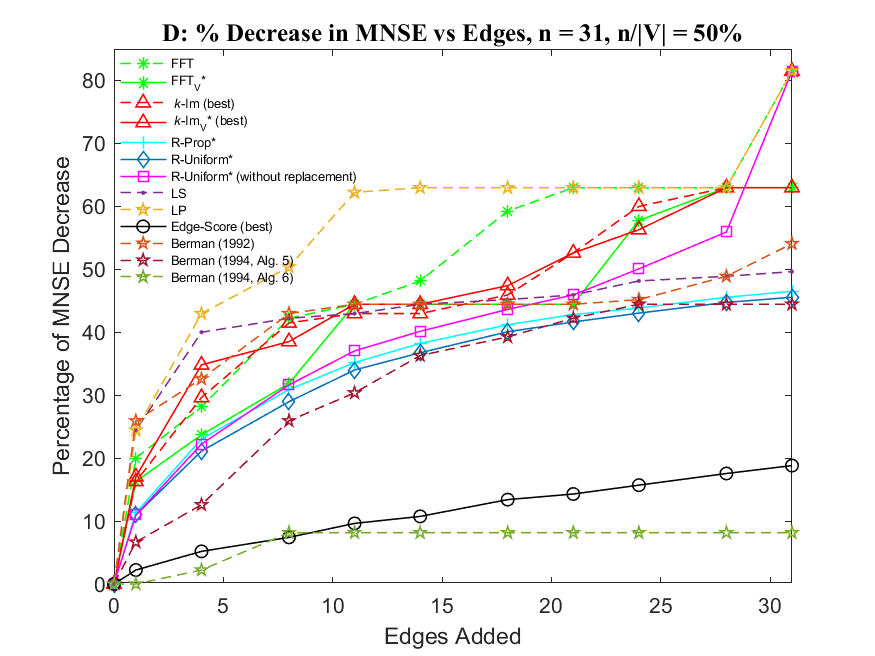 D: % Decrease in MNSE vs Edges, n = 31, n/|V| = 50%
FFT
FFT_V*
k-lm (best)
k-lm_V* (best)
R-Prop*
R-Uniform*
R-Uniform* (without replacement)
LS
LP
Edge-Score (best)
Berman (1992)
Berman (1994, Alg. 5)
Berman (1994, Alg. 6)
Percentage of MNSE Decrease
80
70
60
50
40
30
20
10
0
0 5 10 15 20 25 30
Edges Added